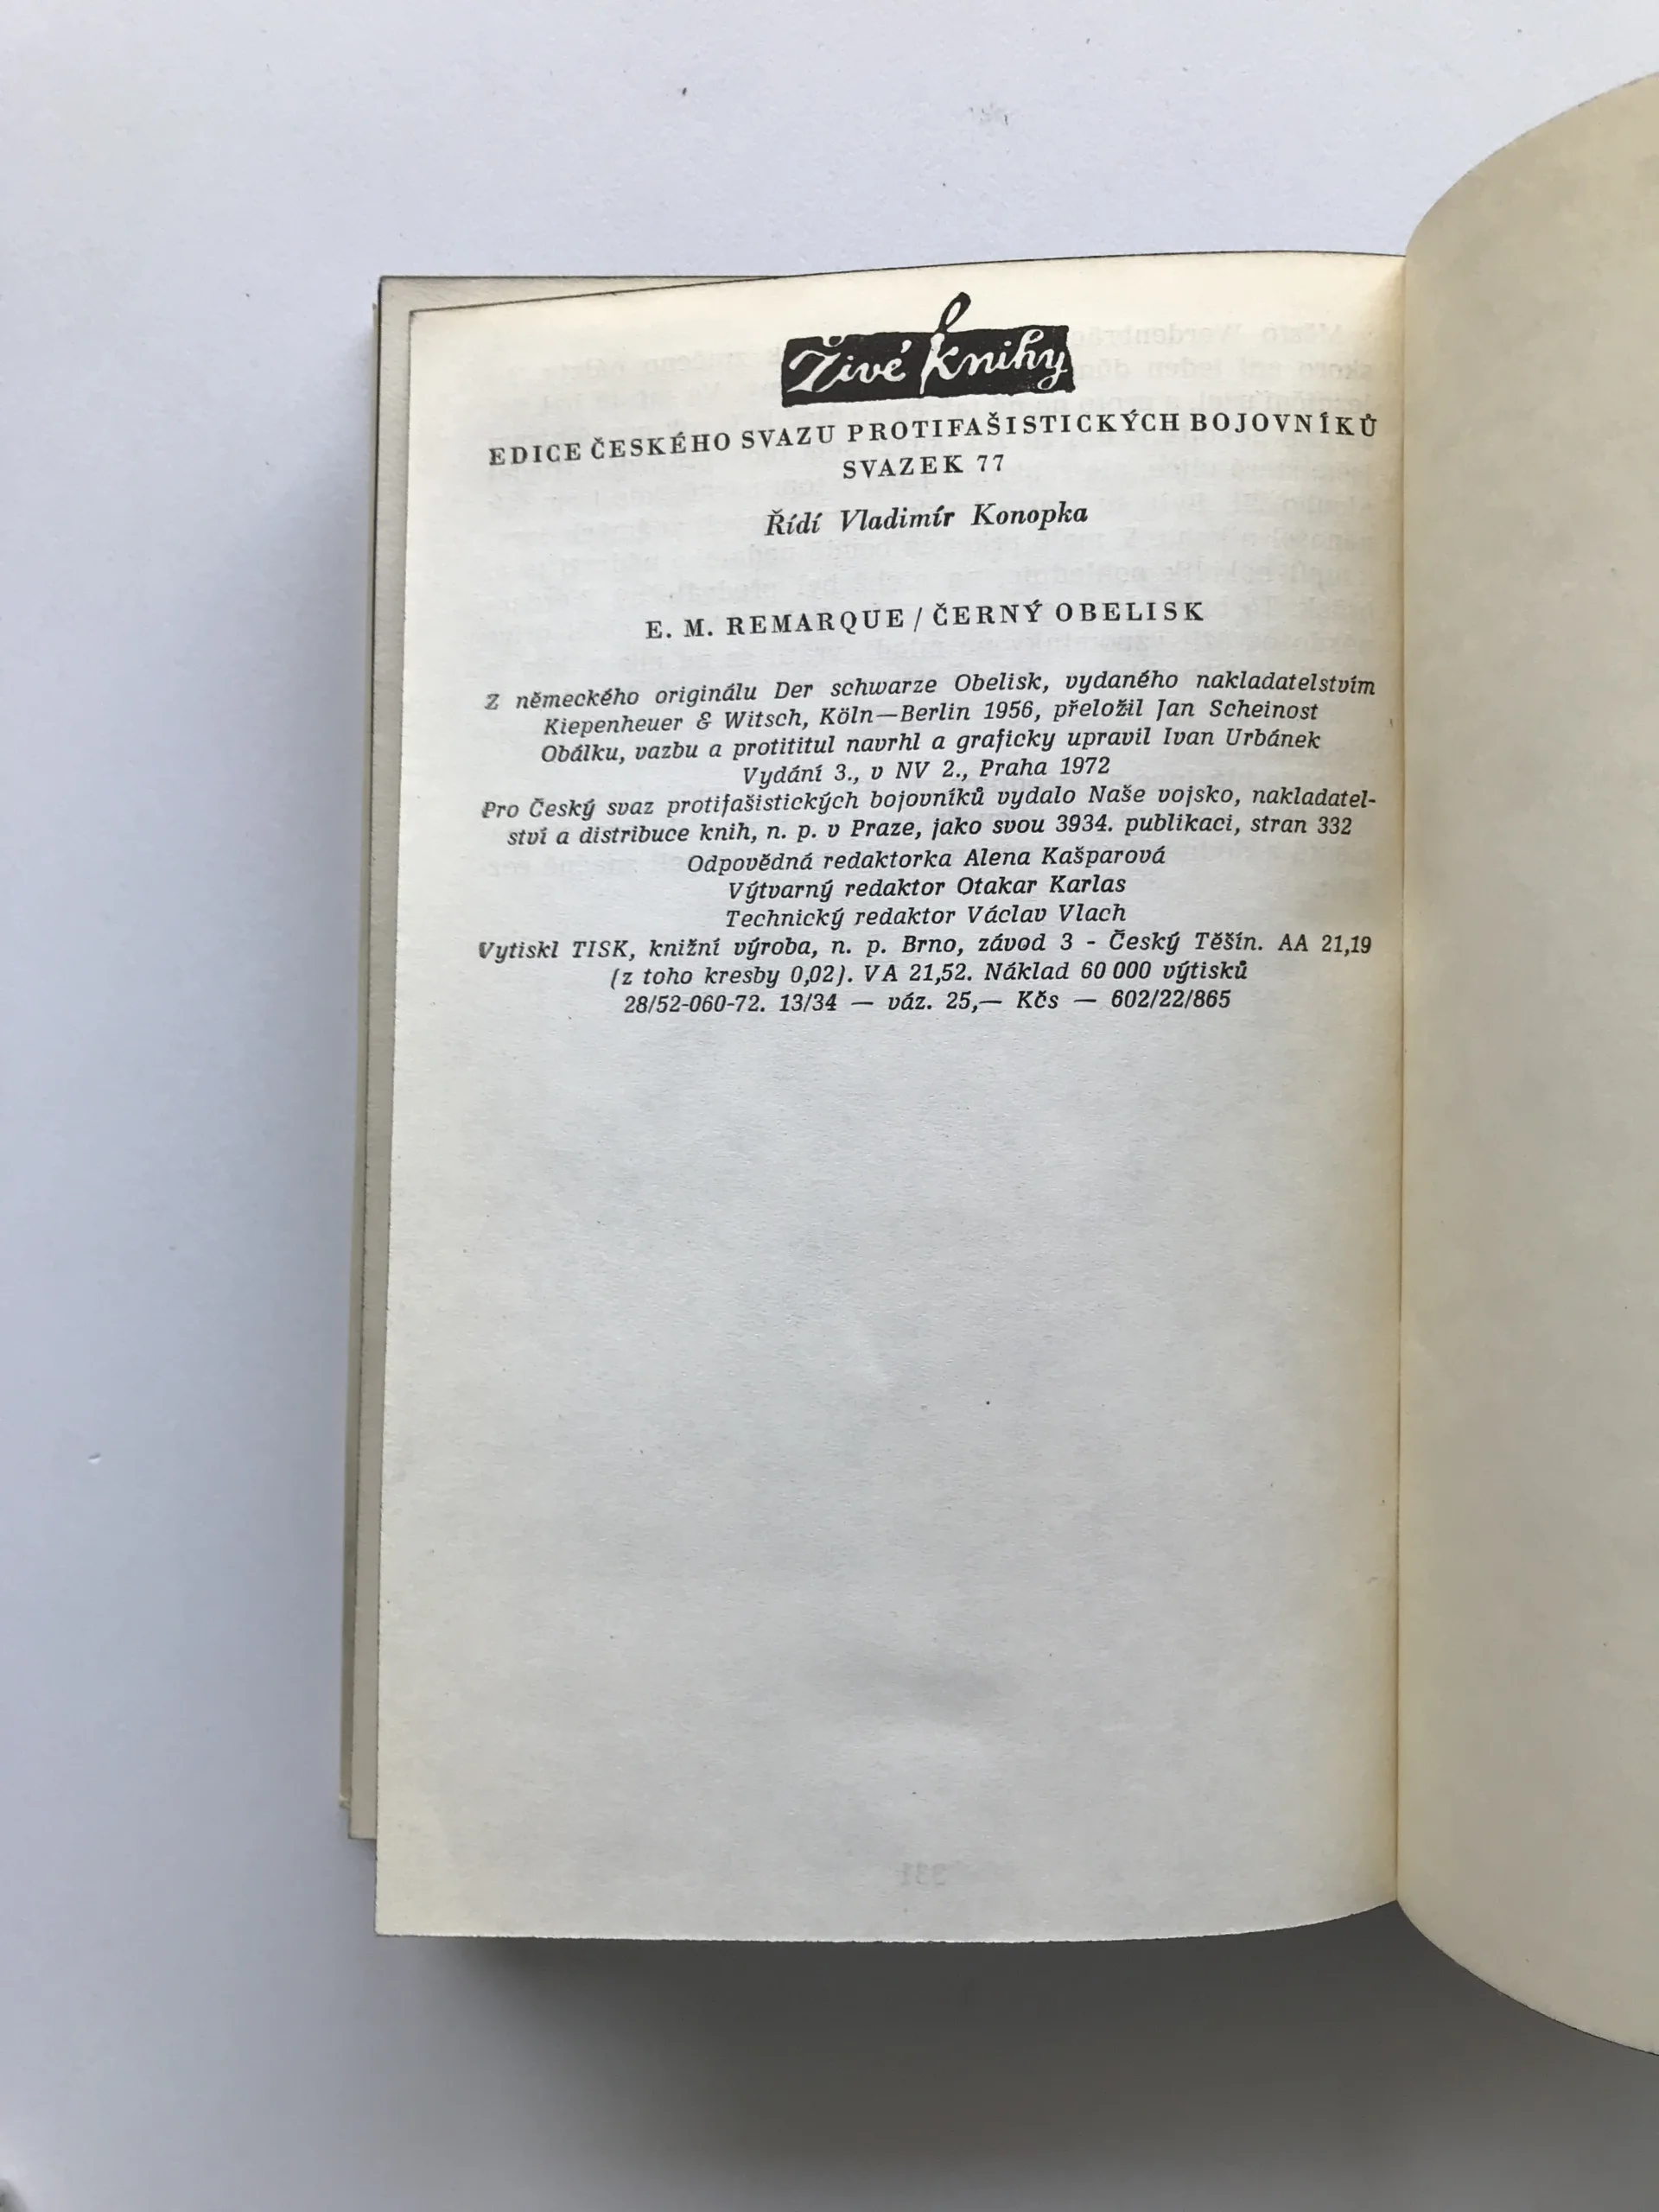 Živé knihy
EDICE ČESKÉHO SVAZU PROTIFAŠISTICKÝCH BOJOVNÍKŮ
SVAZEK 77
Řídí Vladimír Konopka
E. M. REMARQUE / ČERNÝ OBELISK
Z německého originálu Der schwarze Obelisk, vydaného nakladatelstvím
Kiepenheuer & Witsch, Köln—Berlin 1956, přeložil Jan Scheinost
Obálku, vazbu a protititul navrhl a graficky upravil Ivan Urbánek
Vydání 3., v NV 2., Praha 1972
Pro Český svaz protifašistických bojovníků vydalo Naše vojsko, nakladatel-
ství a distribuce knih, n. p. v Praze, jako svou 3934. publikaci, stran 332
Odpovědná redaktorka Alena Kašparová
Výtvarný redaktor Otakar Karlas
Technický redaktor Václav Vlach
Vytiskl TISK, knižní výroba, n. p. Brno, závod 3 - Český Těšín. AA 21,19
(z toho kresby 0,02). VA 21,52. Náklad 60 000 výtisků
28/52-060-72. 13/34 — váz. 25,— Kčs — 602/22/865
331